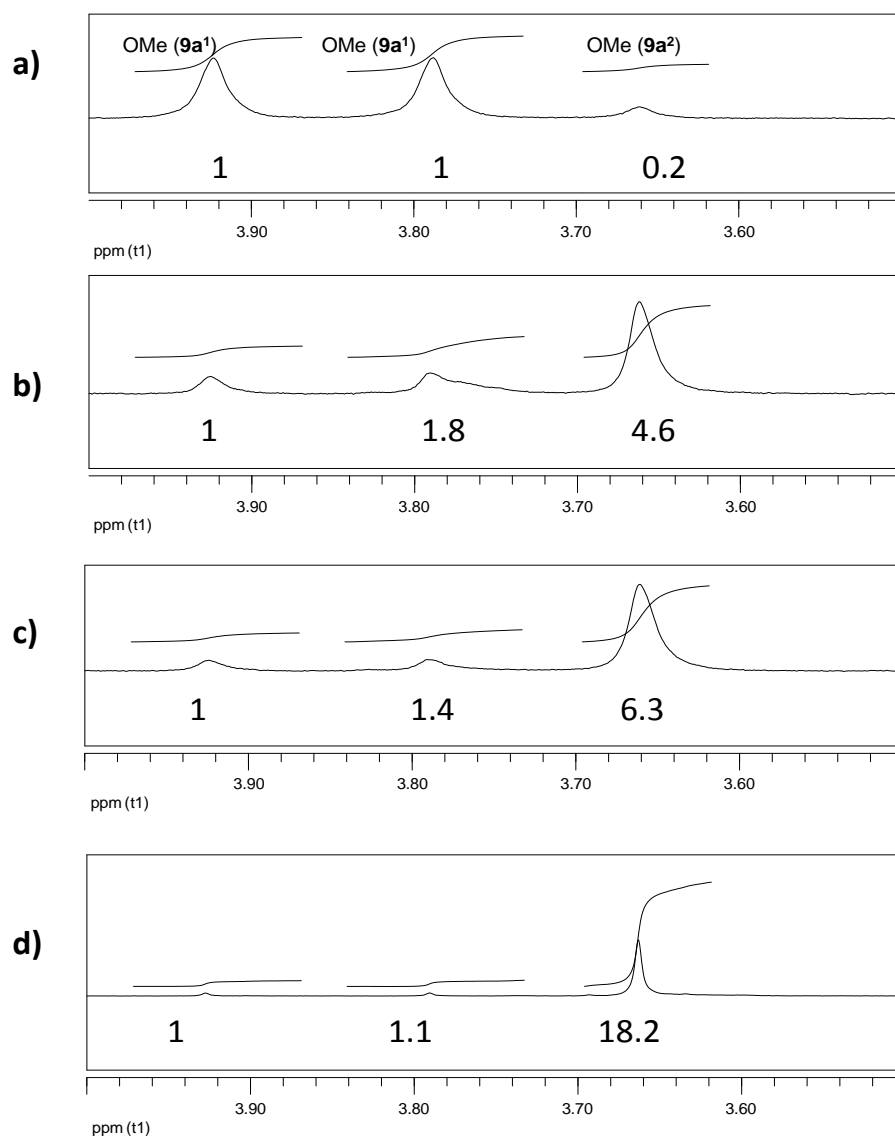 a)
OMe (9a¹) OMe (9a¹) OMe (9a²)
1 1 0.2
3.90 3.80 3.70 3.60
ppm (t1)
b)
1 1.8 4.6
3.90 3.80 3.70 3.60
ppm (t1)
c)
1 1.4 6.3
3.90 3.80 3.70 3.60
ppm (t1)
d)
1 1.1 18.2
3.90 3.80 3.70 3.60
ppm (t1)